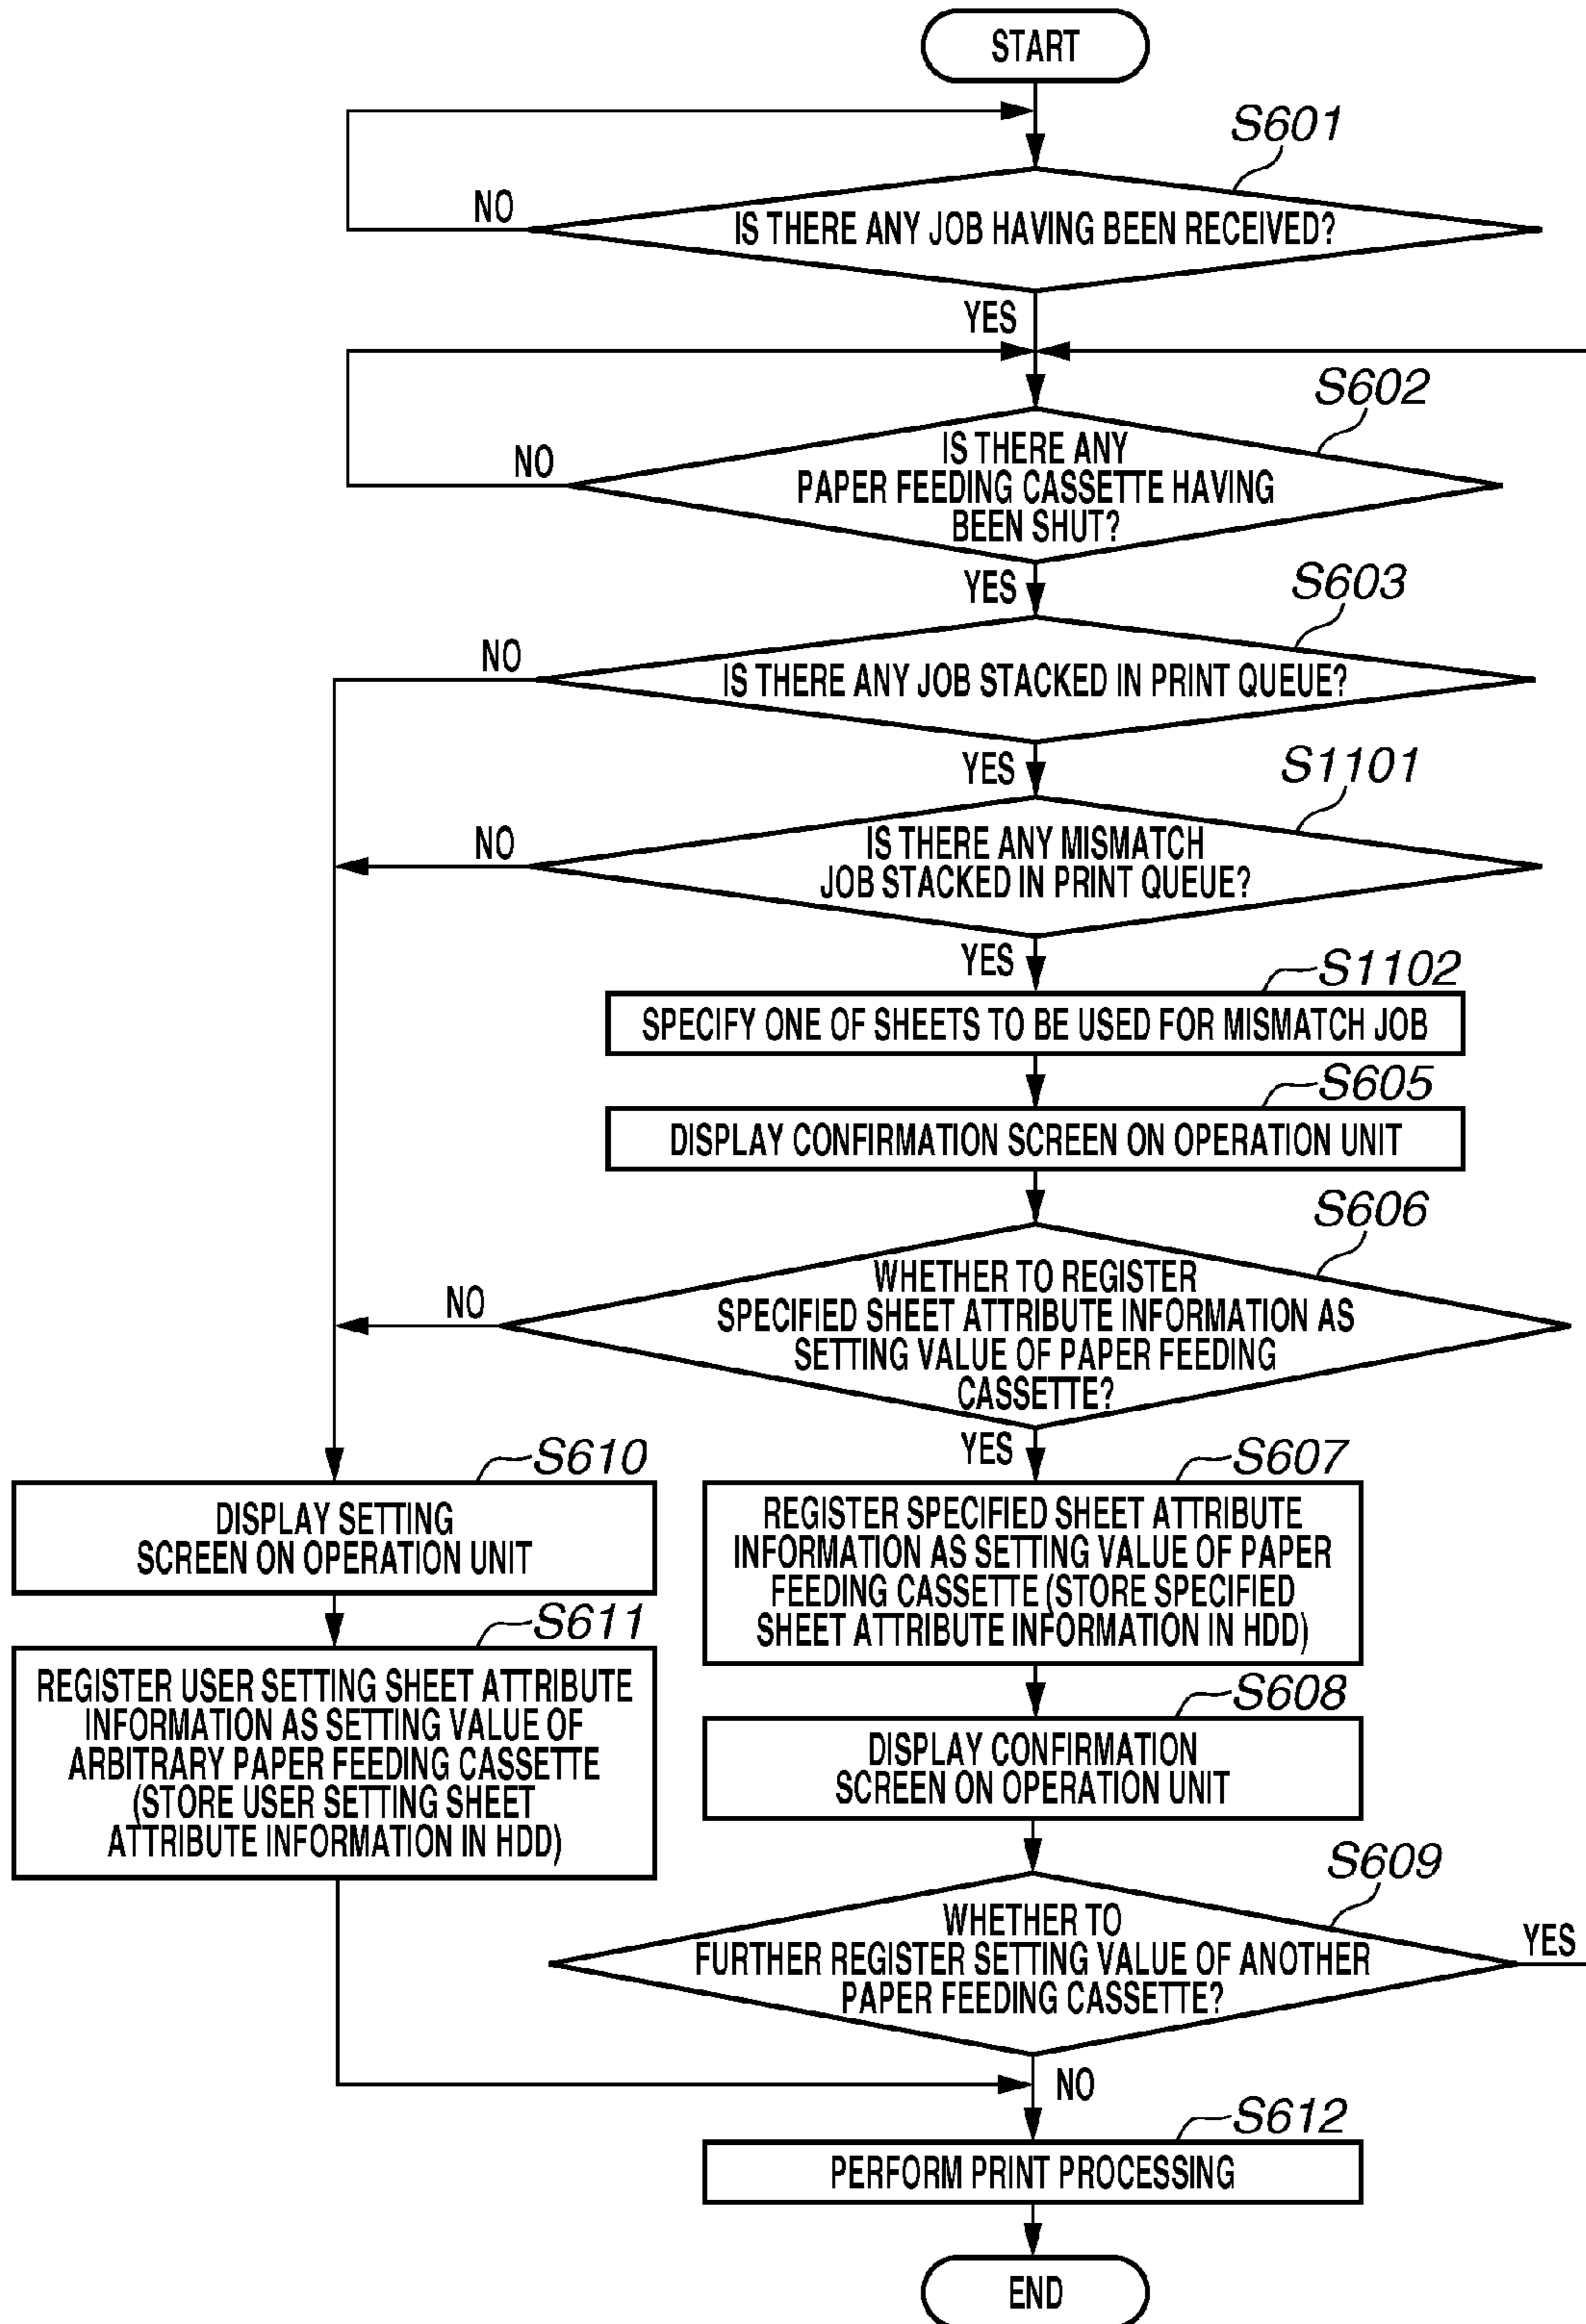 START
S601
NO
IS THERE ANY JOB HAVING BEEN RECEIVED?
YES
S602
NO
IS THERE ANY
PAPER FEEDING CASSETTE HAVING
BEEN SHUT?
YES
S603
NO
IS THERE ANY JOB STACKED IN PRINT QUEUE?
YES
S1101
NO
IS THERE ANY MISMATCH
JOB STACKED IN PRINT QUEUE?
YES
S1102
SPECIFY ONE OF SHEETS TO BE USED FOR MISMATCH JOB
S605
DISPLAY CONFIRMATION SCREEN ON OPERATION UNIT
S606
NO
WHETHER TO REGISTER
SPECIFIED SHEET ATTRIBUTE INFORMATION AS
SETTING VALUE OF PAPER FEEDING
CASSETTE?
YES
S610
DISPLAY SETTING
SCREEN ON OPERATION UNIT
S611
REGISTER USER SETTING SHEET ATTRIBUTE
INFORMATION AS SETTING VALUE OF
ARBITRARY PAPER FEEDING CASSETTE
(STORE USER SETTING SHEET
ATTRIBUTE INFORMATION IN HDD)
S607
REGISTER SPECIFIED SHEET ATTRIBUTE
INFORMATION AS SETTING VALUE OF PAPER
FEEDING CASSETTE (STORE SPECIFIED
SHEET ATTRIBUTE INFORMATION IN HDD)
S608
DISPLAY CONFIRMATION
SCREEN ON OPERATION UNIT
S609
WHETHER TO
FURTHER REGISTER SETTING VALUE OF ANOTHER
PAPER FEEDING CASSETTE?
YES
NO
S612
PERFORM PRINT PROCESSING
END